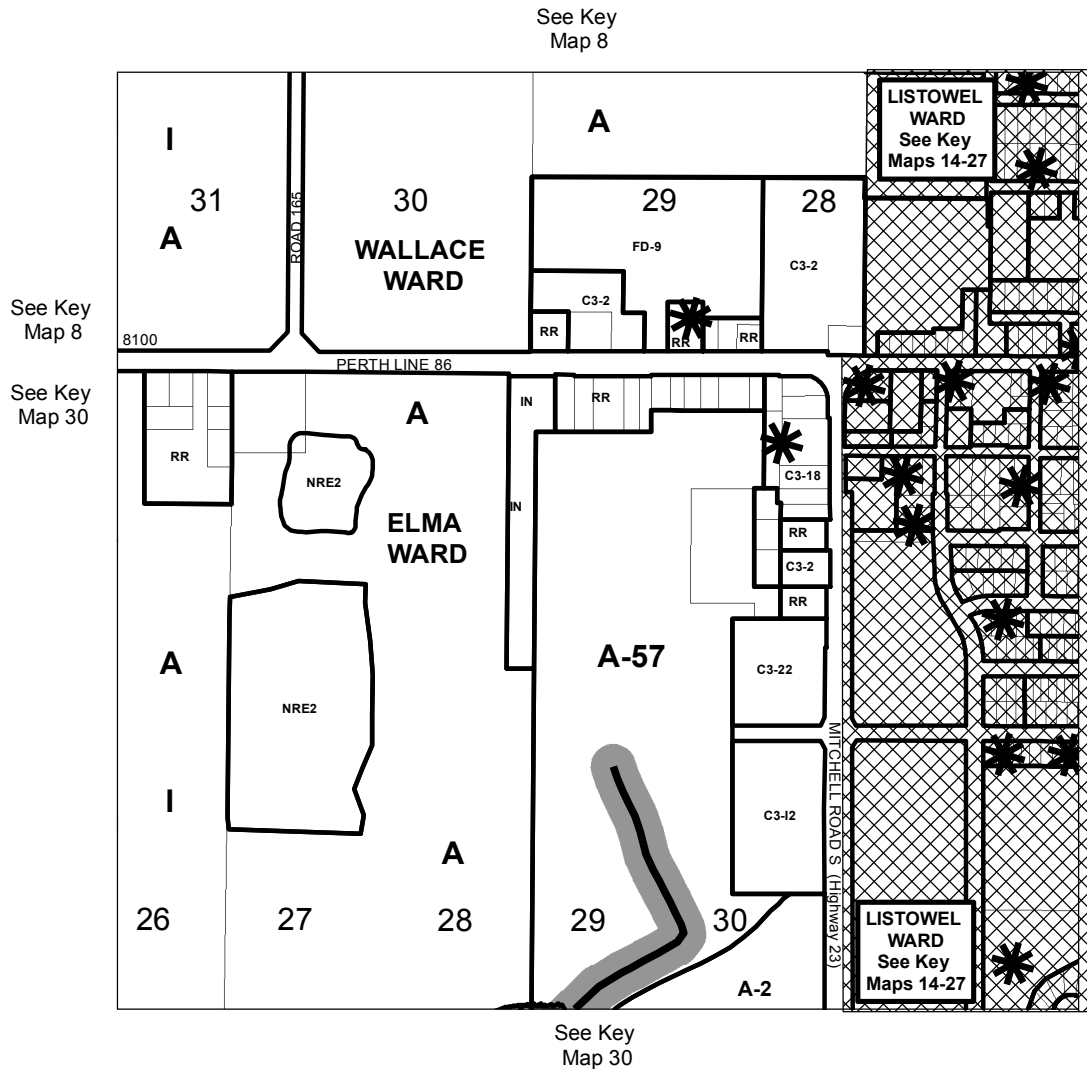 See Key
Map 8
LISTOWEL
WARD
See Key
Maps 14-27
I
A
31
30
29
28
A
ROAD 165
WALLACE
WARD
FD-9
C3-2
C3-2
See Key
Map 8
RR
RR
RR
8100
PERTH LINE 86
See Key
Map 30
A
IN
RR
RR
NRE2
C3-18
IN
ELMA
WARD
RR
C3-2
RR
A
A-57
C3-22
NRE2
MITCHELL ROAD S (Highway 23)
I
C3-I2
A
26
27
28
29
30
LISTOWEL
WARD
See Key
Maps 14-27
A-2
See Key
Map 30